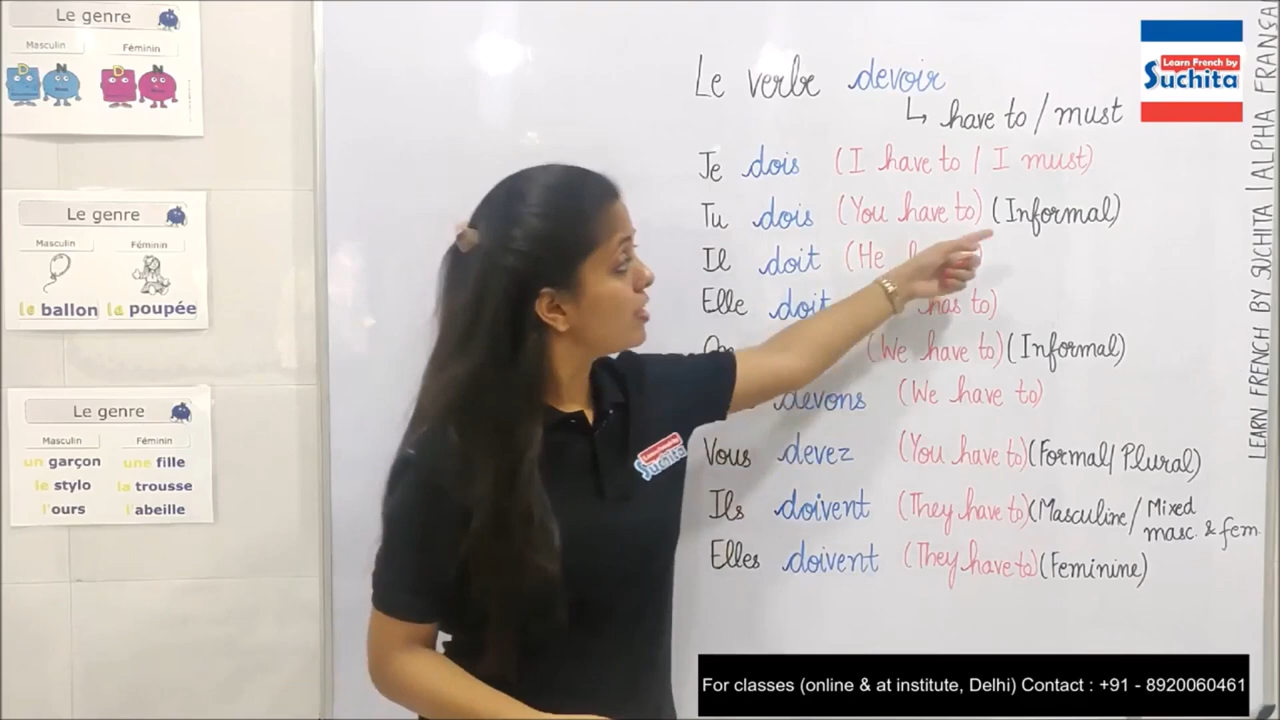 Le genre
Masculin Féminin
D N D N
Le genre
Masculin Féminin
le ballon la poupée
Le genre
Masculin Féminin
un garçon une fille
le stylo la trousse
l'ours l'abeille
Le verbe devoir
↳ have to / must
Je dois (I have to / I must)
Tu dois (You have to) (Informal)
Il doit (He
Elle doit has to)
(We have to) (Informal)
devons (We have to)
Vous devez (You have to) (Formal/Plural)
Ils doivent (They have to) (Masculine/Mixed
masc. & fem.
Elles doivent (They have to) (Feminine)
Learn French by
Suchita
Suchita
LEARN FRENCH BY SUCHITA | ALPHA FRANÇA
For classes (online & at institute, Delhi) Contact : +91 - 8920060461